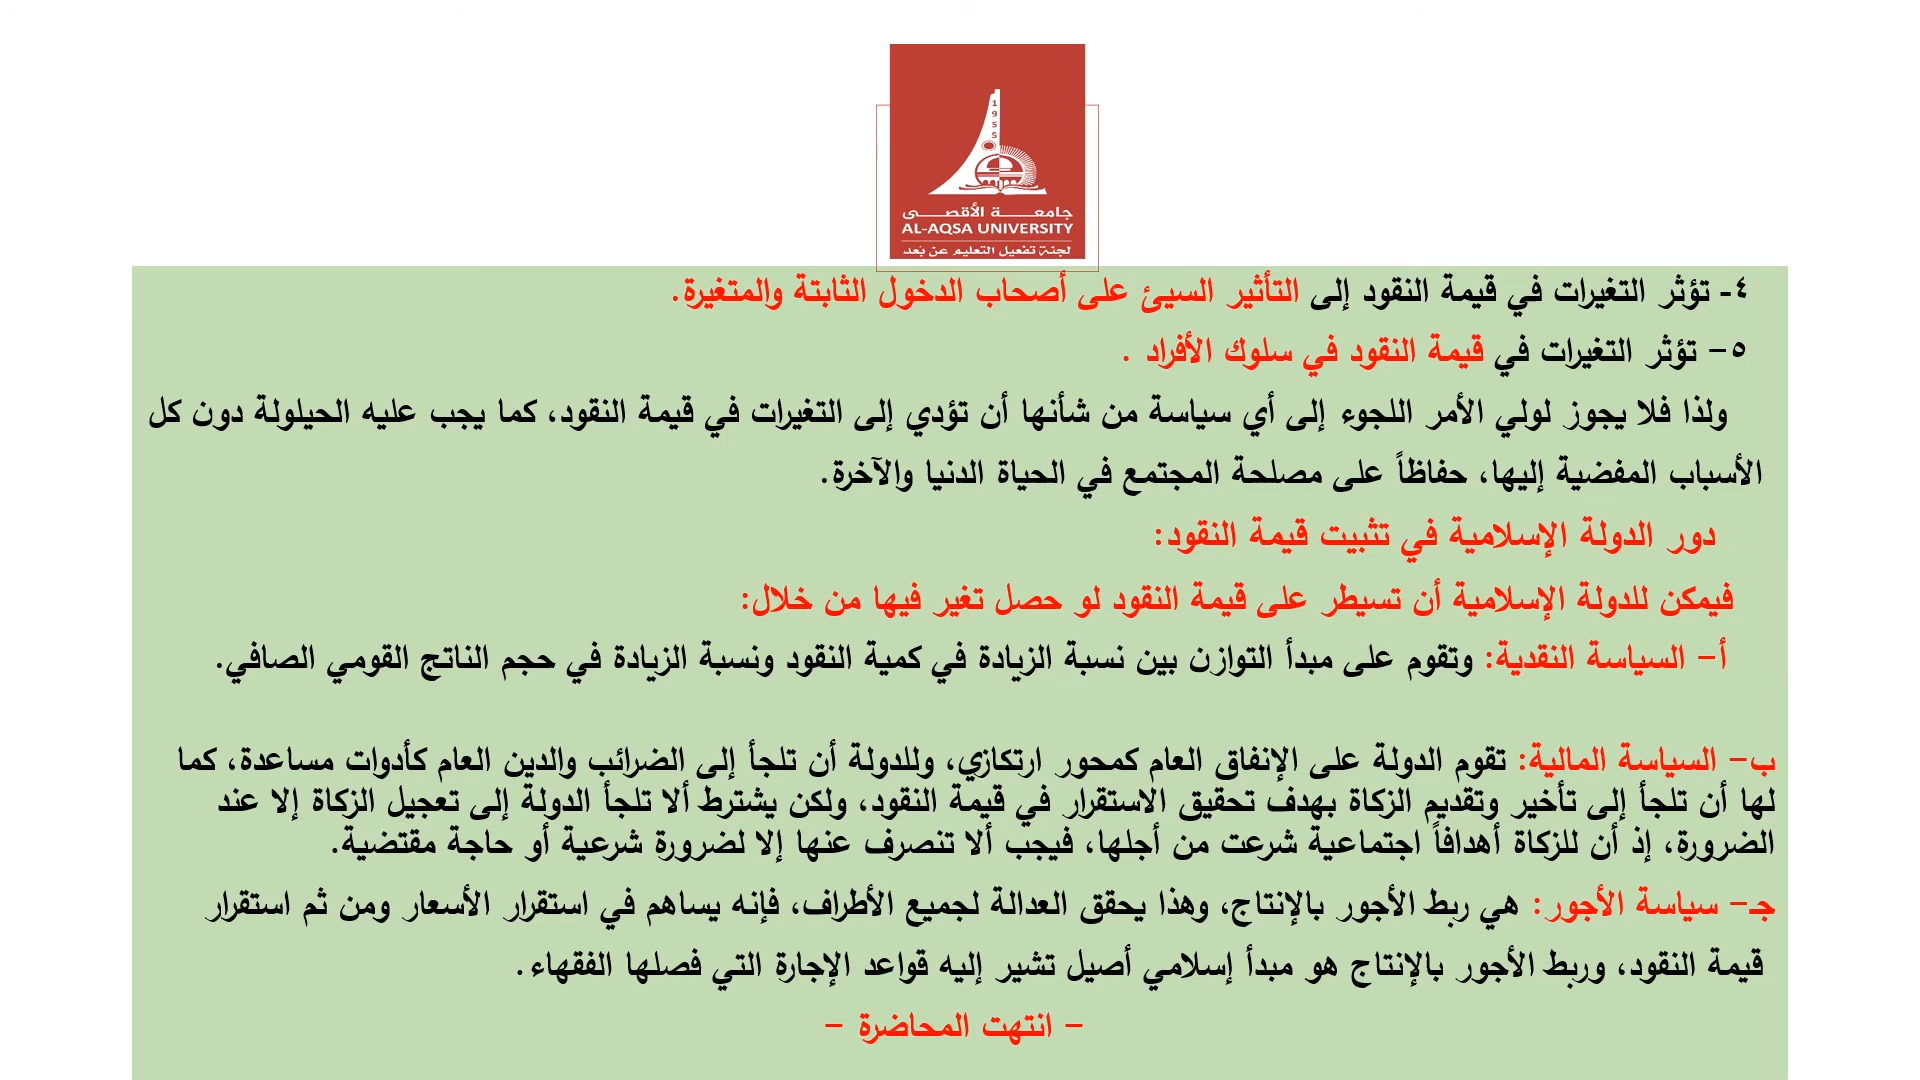 1955
جامعة الأقصى
AL-AQSA UNIVERSITY
لجنة تفعيل التعليم عن بعد
٤- تؤثر التغيرات في قيمة النقود إلى التأثير السيئ على أصحاب الدخول الثابتة والمتغيرة.
٥- تؤثر التغيرات في قيمة النقود في سلوك الأفراد .
ولذا فلا يجوز لولي الأمر اللجوء إلى أي سياسة من شأنها أن تؤدي إلى التغيرات في قيمة النقود، كما يجب عليه الحيلولة دون كل
الأسباب المفضية إليها، حفاظاً على مصلحة المجتمع في الحياة الدنيا والآخرة.
دور الدولة الإسلامية في تثبيت قيمة النقود:
فيمكن للدولة الإسلامية أن تسيطر على قيمة النقود لو حصل تغير فيها من خلال:
أ- السياسة النقدية: وتقوم على مبدأ التوازن بين نسبة الزيادة في كمية النقود ونسبة الزيادة في حجم الناتج القومي الصافي.
ب- السياسة المالية: تقوم الدولة على الإنفاق العام كمحور ارتكازي، وللدولة أن تلجأ إلى الضرائب والدين العام كأدوات مساعدة، كما
لها أن تلجأ إلى تأخير وتقديم الزكاة بهدف تحقيق الاستقرار في قيمة النقود، ولكن يشترط ألا تلجأ الدولة إلى تعجيل الزكاة إلا عند
الضرورة، إذ أن للزكاة أهدافاً اجتماعية شرعت من أجلها، فيجب ألا تنصرف عنها إلا لضرورة شرعية أو حاجة مقتضية.
جـ- سياسة الأجور: هي ربط الأجور بالإنتاج، وهذا يحقق العدالة لجميع الأطراف، فإنه يساهم في استقرار الأسعار ومن ثم استقرار
قيمة النقود، وربط الأجور بالإنتاج هو مبدأ إسلامي أصيل تشير إليه قواعد الإجارة التي فصلها الفقهاء.
- انتهت المحاضرة -